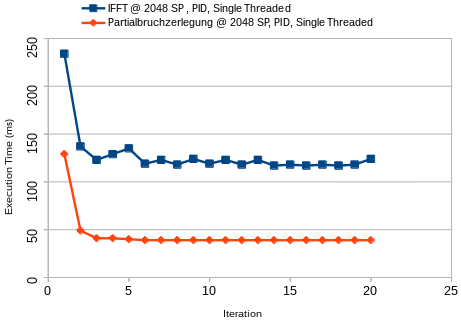 IFFT @ 2048 SP , PID, Single Threaded
Partialbruchzerlegung @ 2048 SP, PID, Single Threaded
250
200
150
100
50
0
Execution Time (ms)
0 5 10 15 20 25
Iteration